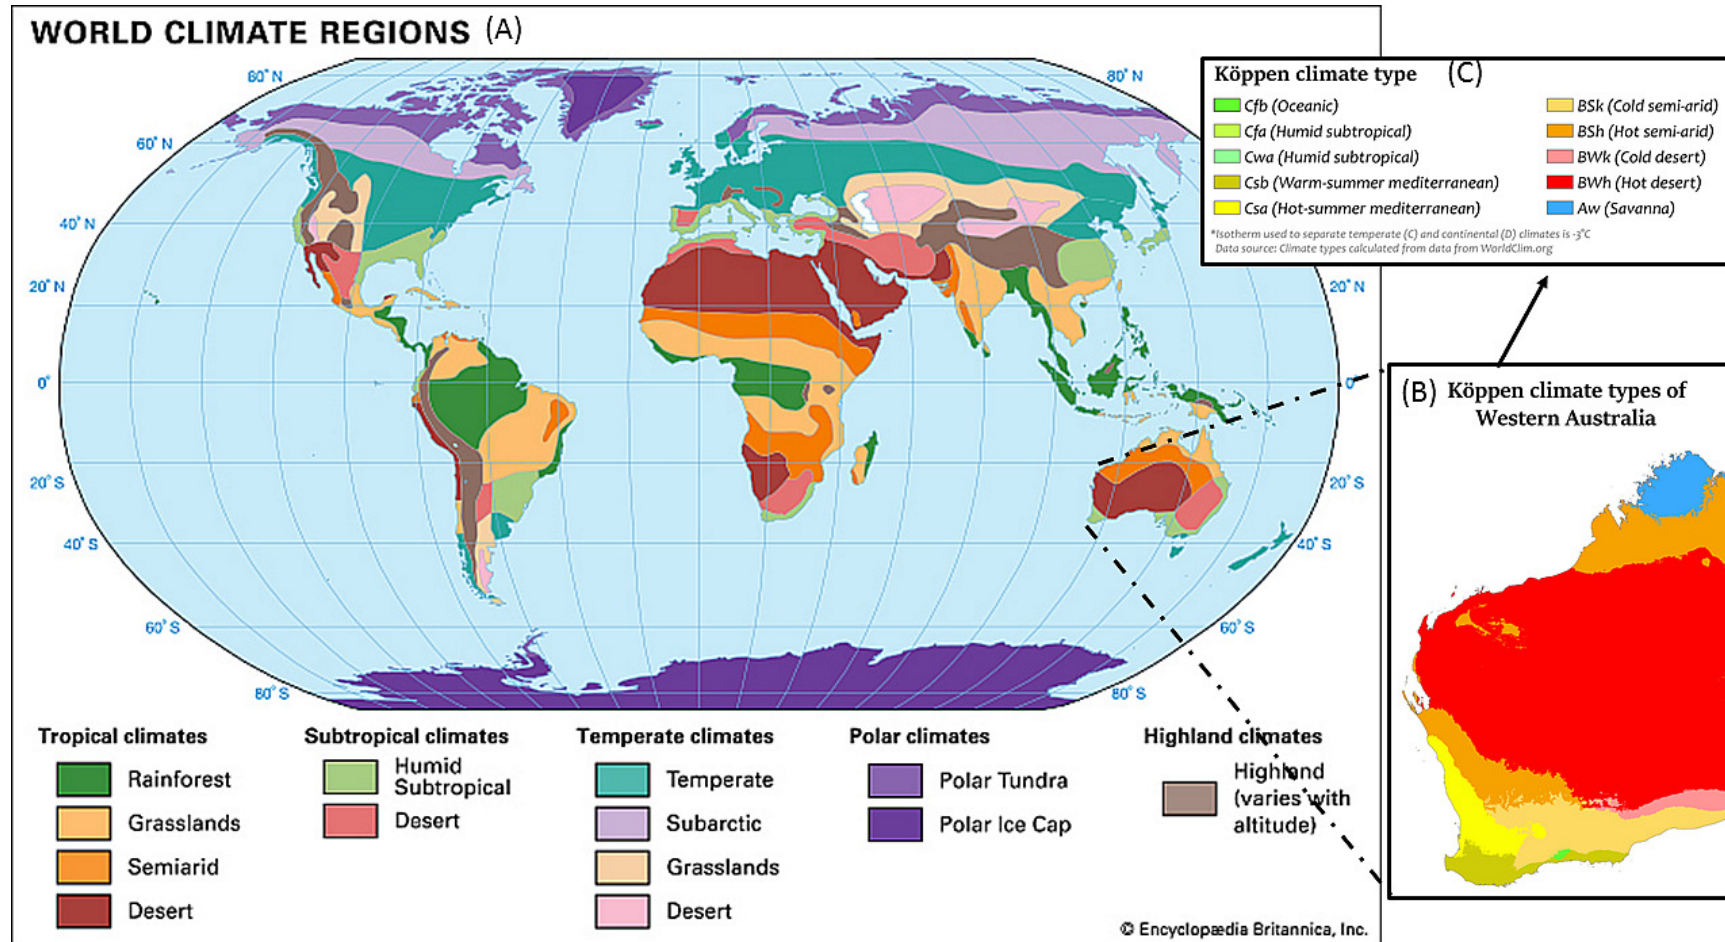 WORLD CLIMATE REGIONS (A)
80° N
80° N
60° N
60° N
40° N
40° N
20° N
20° N
0°
0
20° S
20° S
40° S
40° S
60° S
60° S
80° S
80° S
Tropical climates
Rainforest
Grasslands
Semiarid
Desert
Subtropical climates
Humid
Subtropical
Desert
Temperate climates
Temperate
Subarctic
Grasslands
Desert
Polar climates
Polar Tundra
Polar Ice Cap
Highland climates
Highland
(varies with
altitude)
© Encyclopædia Britannica, Inc.
Köppen climate type (C)
Cfb (Oceanic)
Cfa (Humid subtropical)
Cwa (Humid subtropical)
Csb (Warm-summer mediterranean)
Csa (Hot-summer mediterranean)
BSk (Cold semi-arid)
BSh (Hot semi-arid)
BWk (Cold desert)
BWh (Hot desert)
Aw (Savanna)
*Isotherm used to separate temperate (C) and continental (D) climates is -3°C
Data source: Climate types calculated from data from WorldClim.org
(B) Köppen climate types of
Western Australia